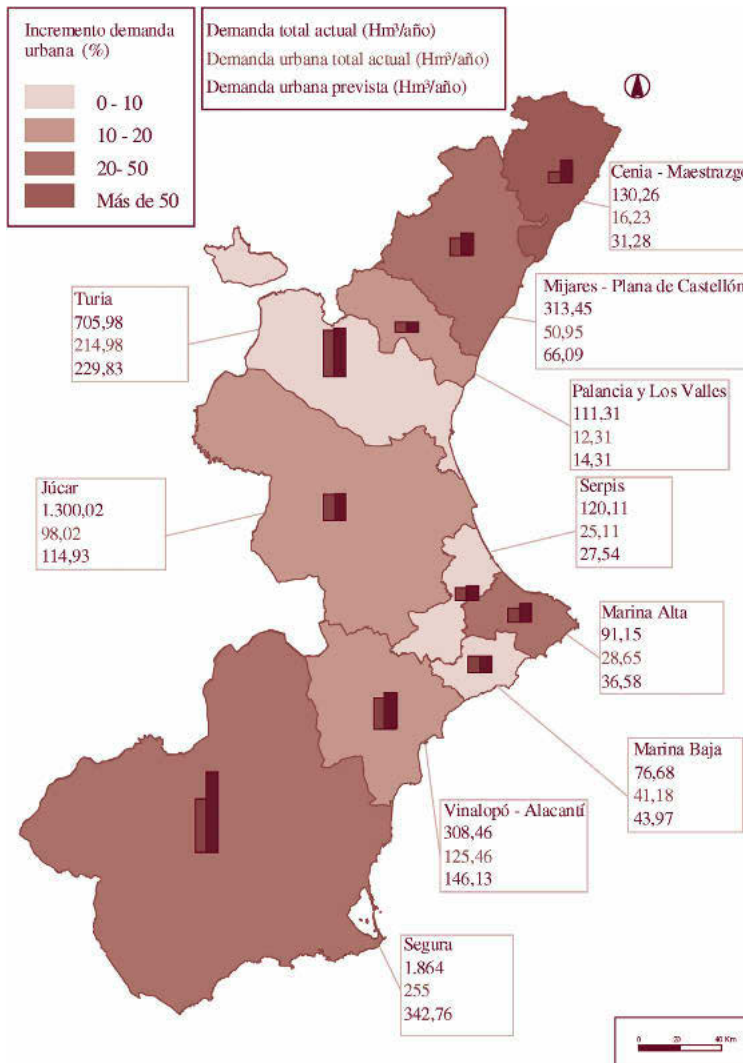 Incremento demanda
urbana (%)
0 - 10
10 - 20
20- 50
Más de 50
Demanda total actual (Hm³/año)
Demanda urbana total actual (Hm³/año)
Demanda urbana prevista (Hm³/año)
Cenia - Maestrazgo
130,26
16,23
31,28
Mijares - Plana de Castellón
313,45
50,95
66,09
Turia
705,98
214,98
229,83
Palancia y Los Valles
111,31
12,31
14,31
Júcar
1.300,02
98,02
114,93
Serpis
120,11
25,11
27,54
Marina Alta
91,15
28,65
36,58
Marina Baja
76,68
41,18
43,97
Vinalopó - Alacantí
308,46
125,46
146,13
Segura
1.864
255
342,76
0 20 40 Km